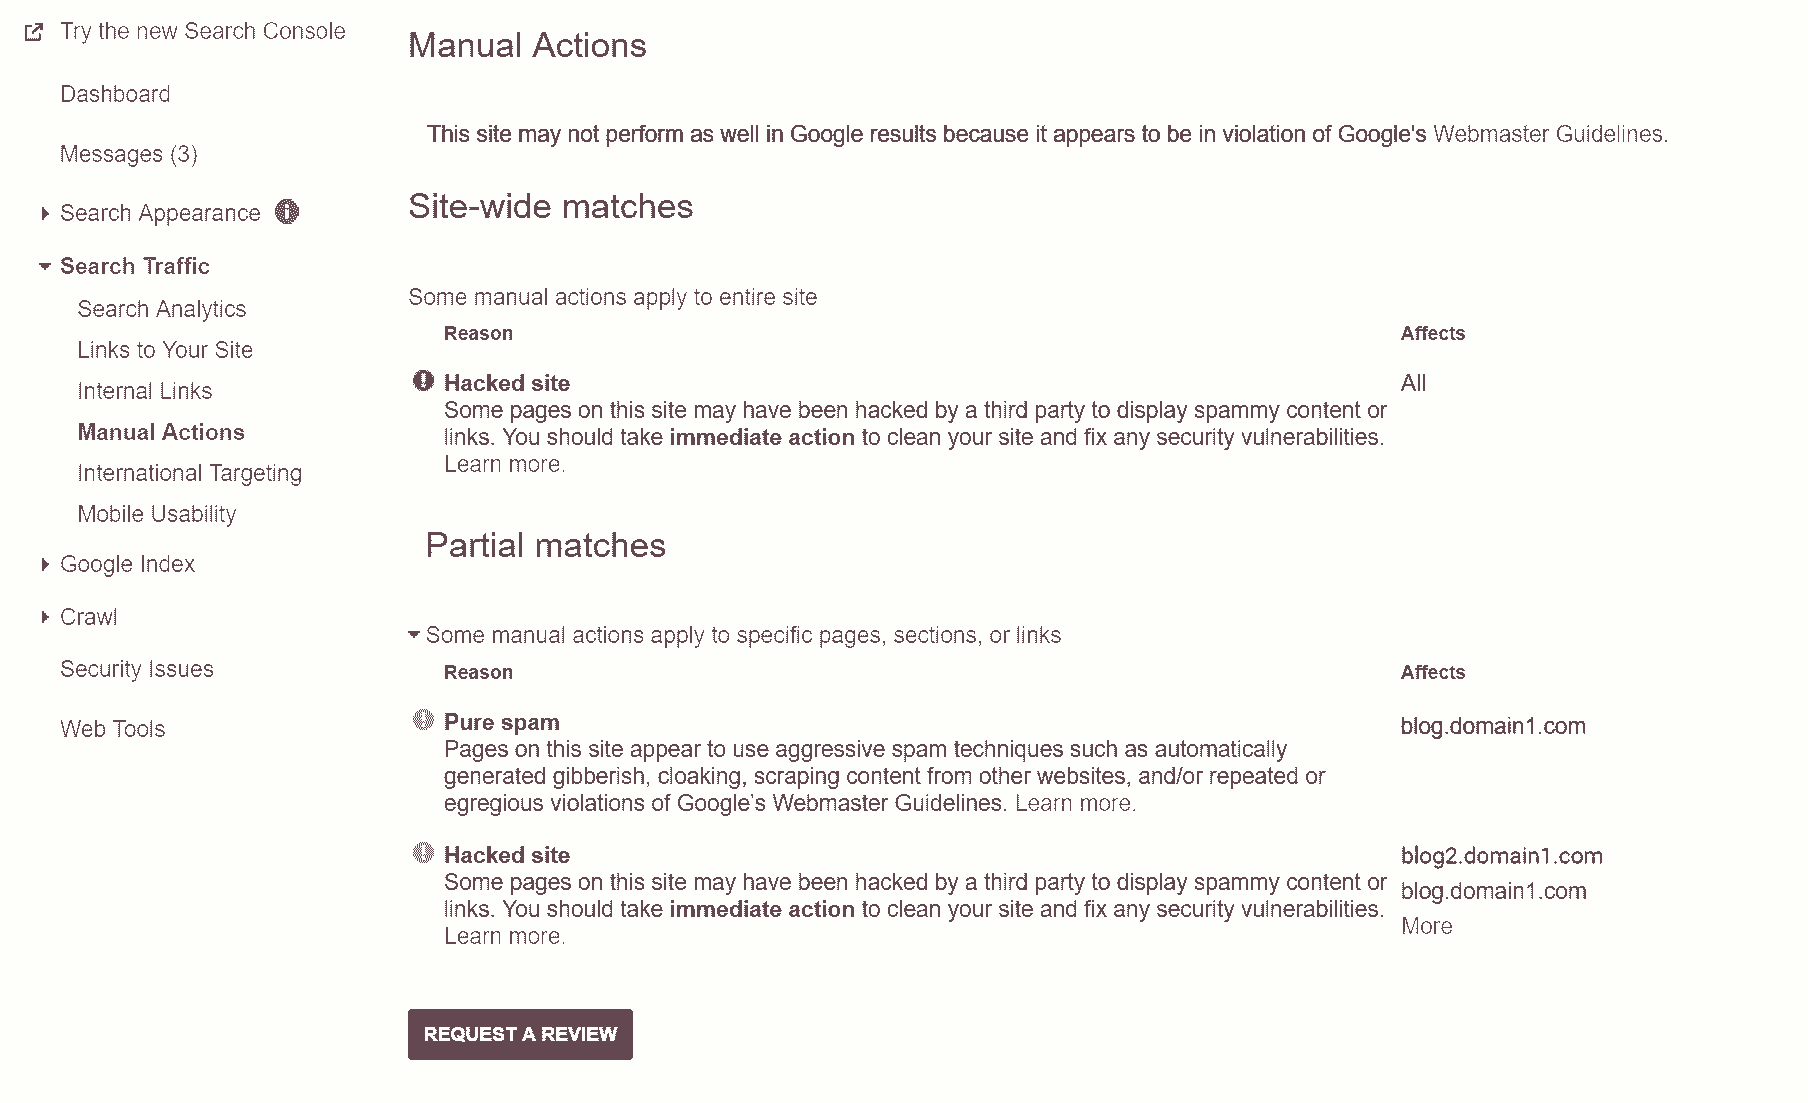 Try the new Search Console
Dashboard
Messages (3)
Search Appearance
Search Traffic
Search Analytics
Links to Your Site
Internal Links
Manual Actions
International Targeting
Mobile Usability
Google Index
Crawl
Security Issues
Web Tools
Manual Actions
This site may not perform as well in Google results because it appears to be in violation of Google's Webmaster Guidelines.
Site-wide matches
Some manual actions apply to entire site
Reason Affects
Hacked site All
Some pages on this site may have been hacked by a third party to display spammy content or
links. You should take immediate action to clean your site and fix any security vulnerabilities.
Learn more.
Partial matches
Some manual actions apply to specific pages, sections, or links
Reason Affects
Pure spam blog.domain1.com
Pages on this site appear to use aggressive spam techniques such as automatically
generated gibberish, cloaking, scraping content from other websites, and/or repeated or
egregious violations of Google's Webmaster Guidelines. Learn more.
Hacked site blog2.domain1.com
Some pages on this site may have been hacked by a third party to display spammy content or blog.domain1.com
links. You should take immediate action to clean your site and fix any security vulnerabilities. More
Learn more.
REQUEST A REVIEW